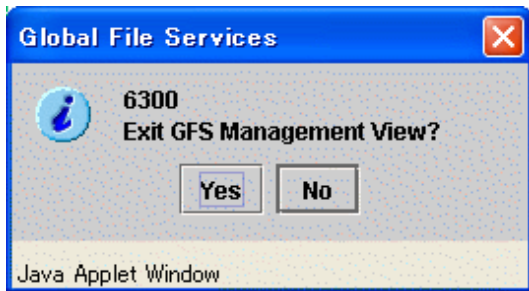 Global File Services
6300
Exit GFS Management View?
Yes No
Java Applet Window